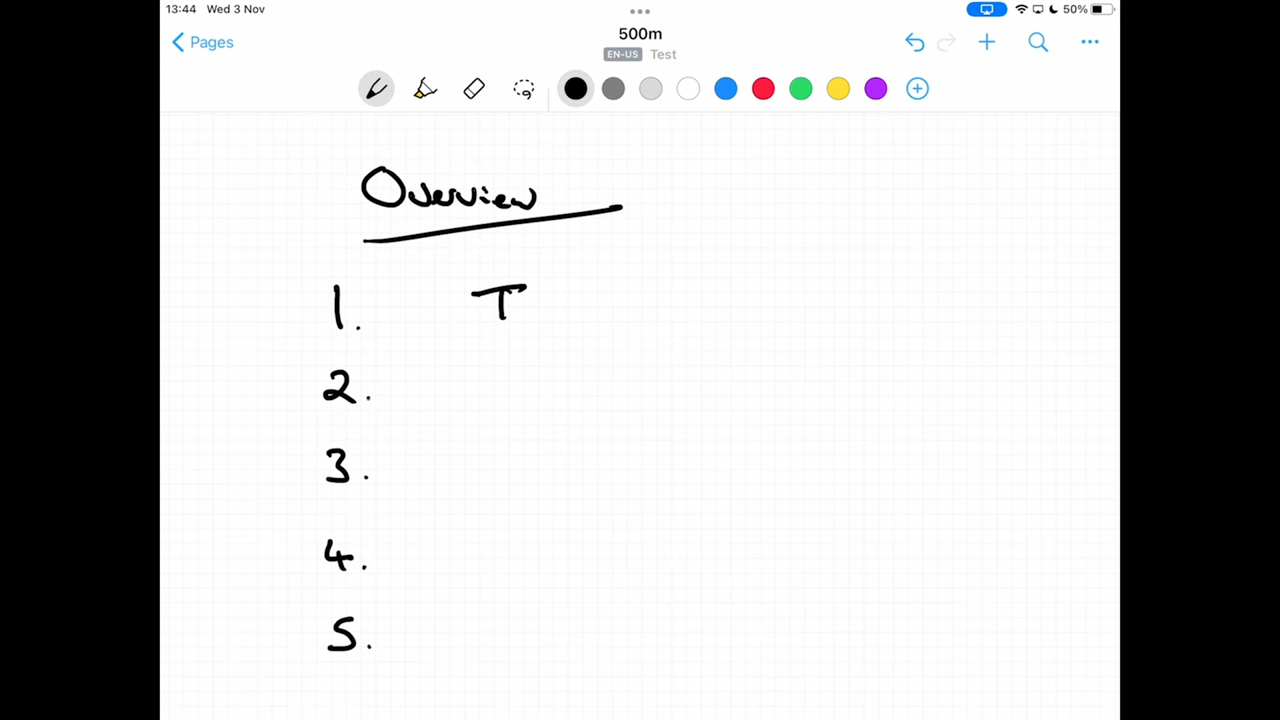 13:44 Wed 3 Nov 50%
Pages
500m
EN-US Test
Overview
1. T
2.
3.
4.
5.